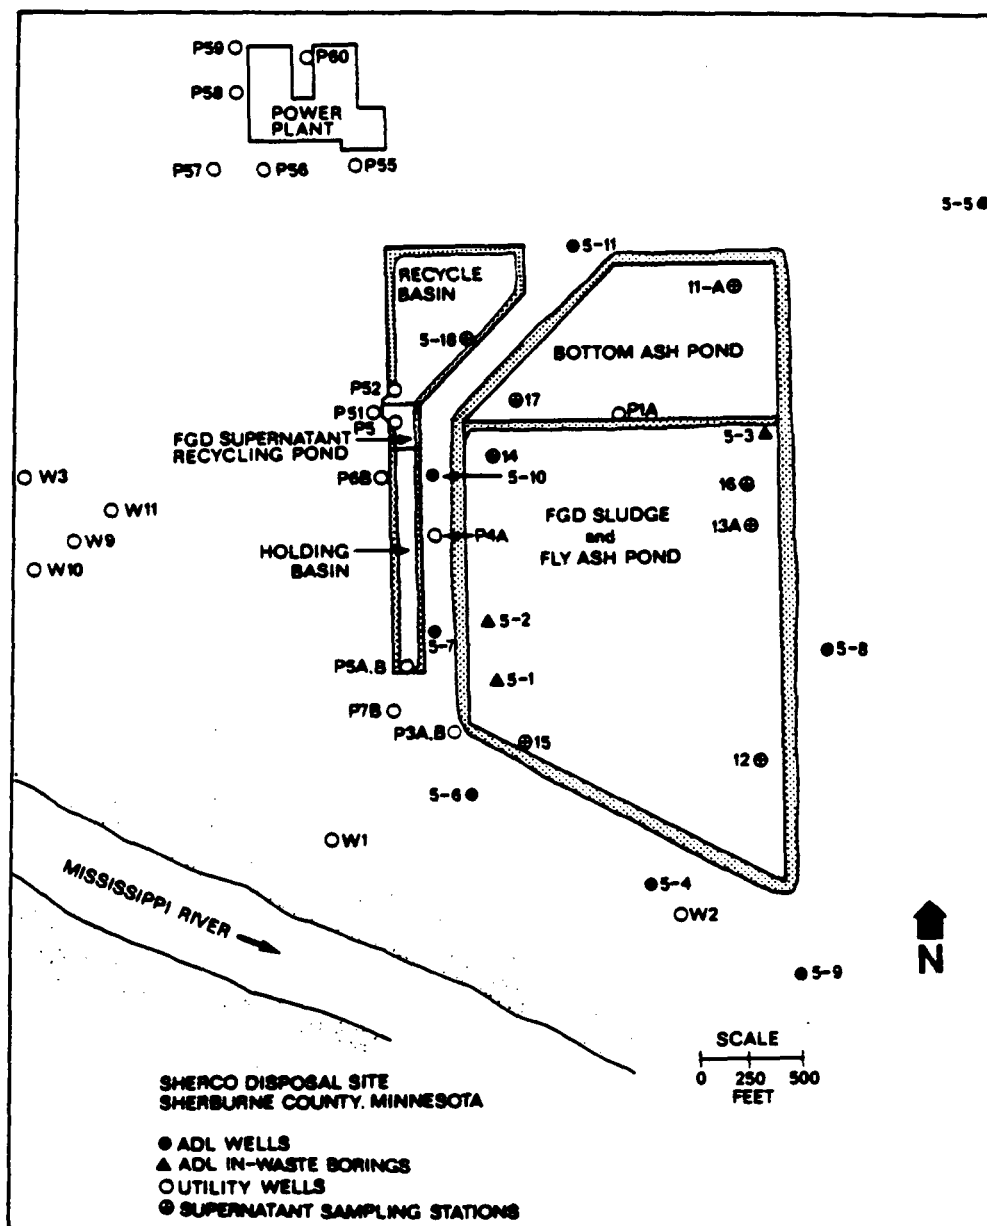 P59
P60
P58
POWER
PLANT
P57
P56
P55
5-5
5-11
RECYCLE
BASIN
11-A
5-18
BOTTOM ASH POND
P52
17
P51
P1A
P5
5-3
FGD SUPERNATANT
RECYCLING POND
14
W3
P6B
5-10
16
W11
FGD SLUDGE
and
FLY ASH POND
13A
W9
P4A
HOLDING
BASIN
W10
5-2
5-7
5-8
P5A.B
5-1
P7B
P3A.B
15
12
5-6
W1
MISSISSIPPI RIVER
5-4
W2
N
5-9
SCALE
0 250 500
FEET
SHERCO DISPOSAL SITE
SHERBURNE COUNTY. MINNESOTA
ADL WELLS
ADL IN-WASTE BORINGS
UTILITY WELLS
SUPERNATANT SAMPLING STATIONS